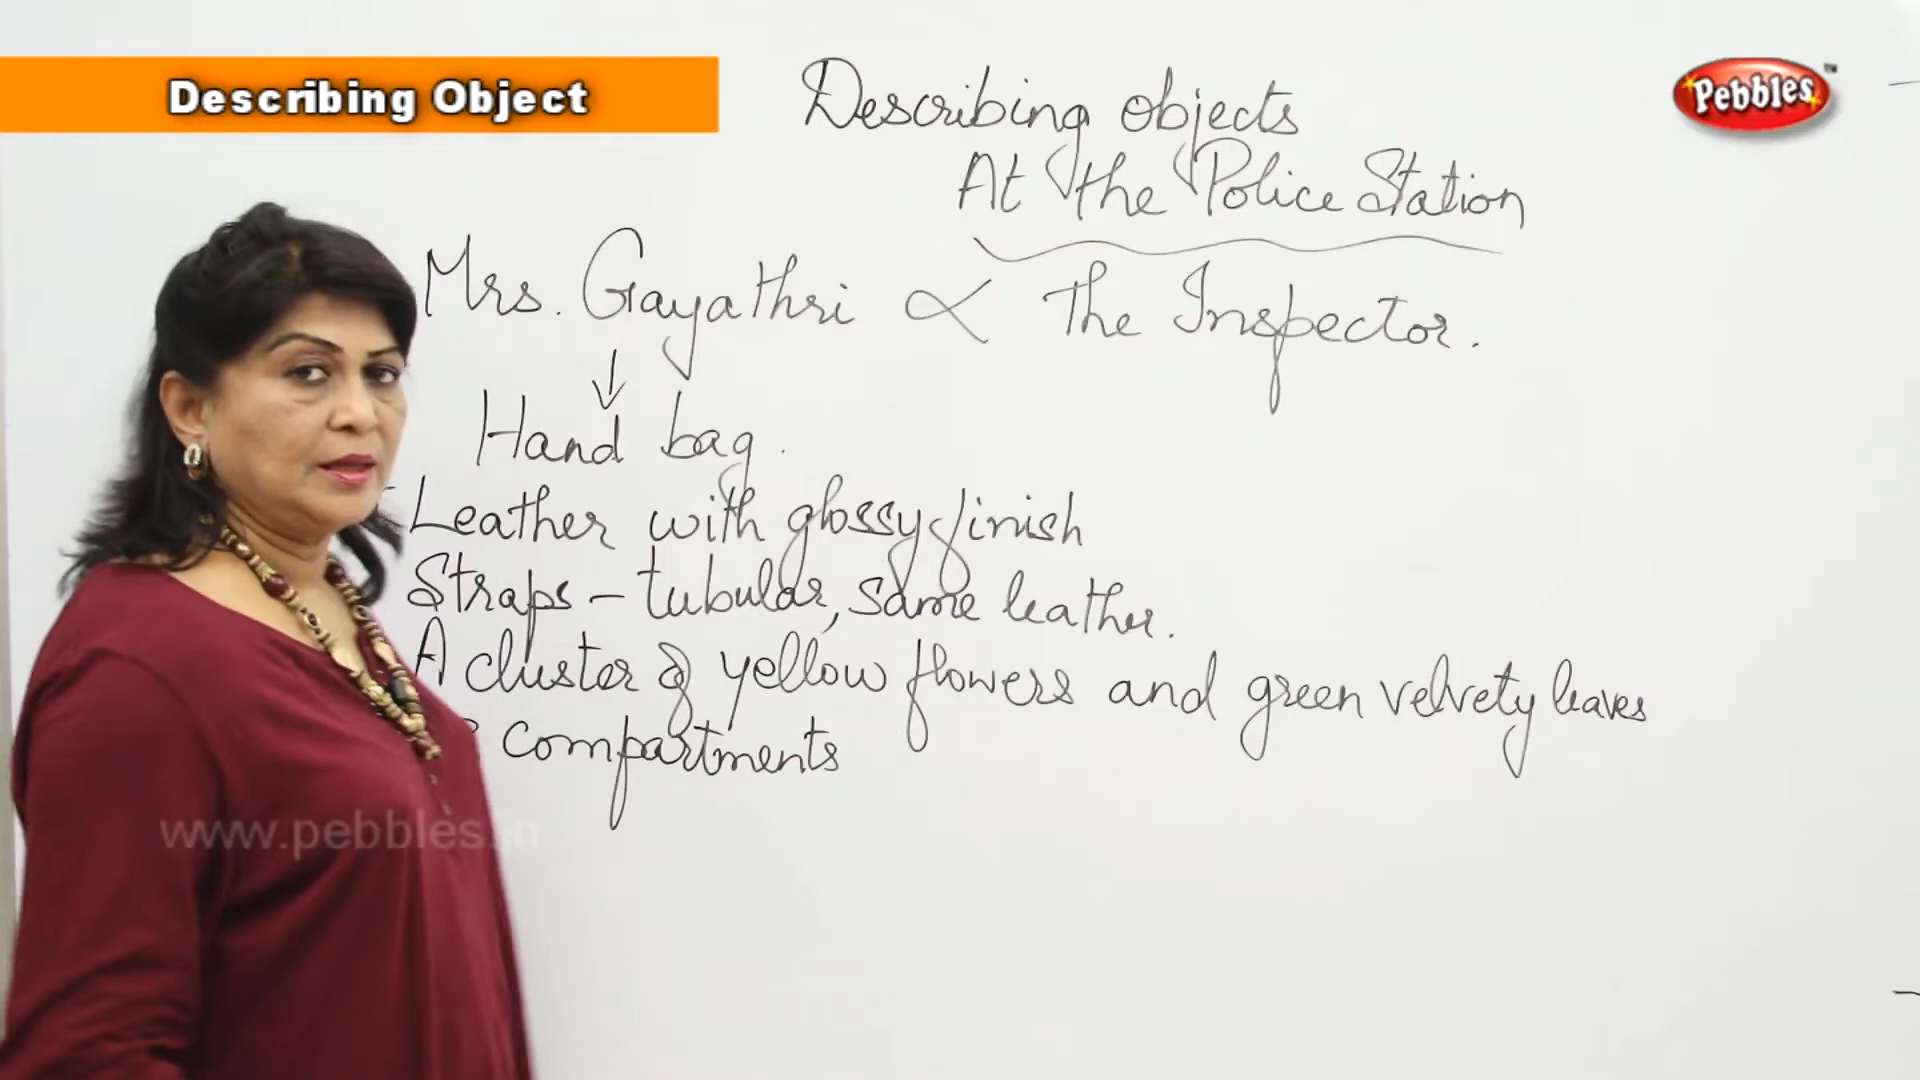 Describing Object
Pebbles™
Describing objects
At the Police Station
Mrs. Gayathri & The Inspector.
↓
Hand bag.
Leather with glossy finish
Straps – tubular, same leather.
A cluster of yellow flowers and green velvety leaves
compartments
www.pebbles.in